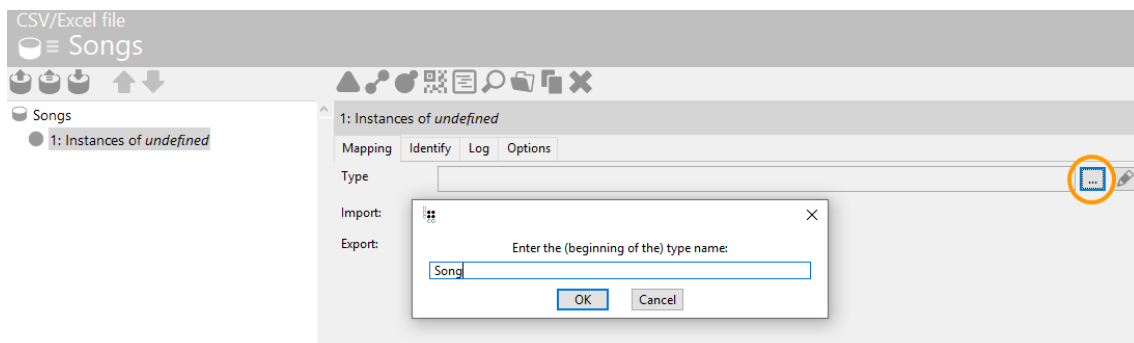 CSV/Excel file
Songs
Songs
1: Instances of undefined
1: Instances of undefined
Mapping Identify Log Options
Type ...
Import:
Export:
Enter the (beginning of the) type name:
Song
OK Cancel